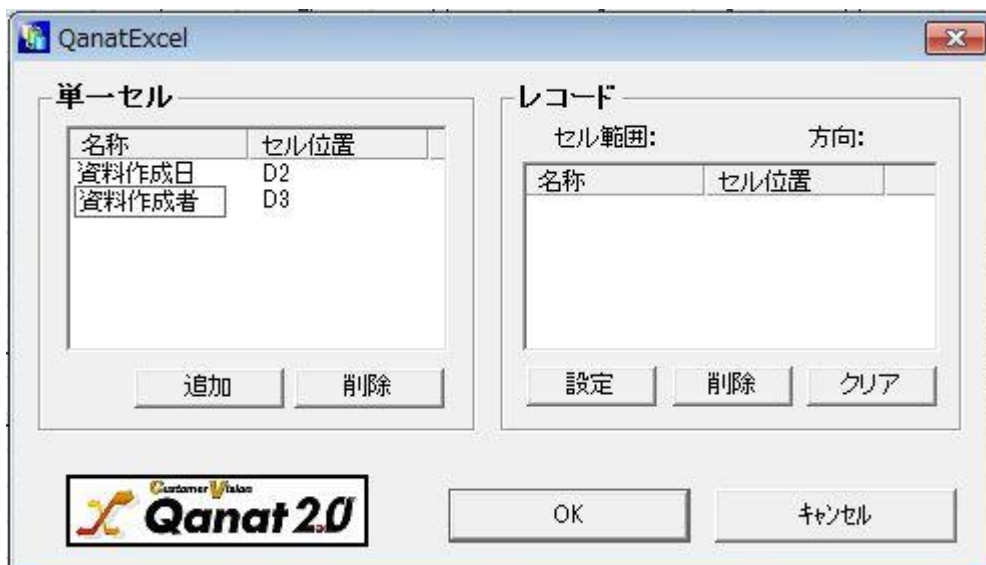 QanatExcel
単一セル
名称 セル位置
資料作成日 D2
資料作成者 D3
追加 削除
レコード
セル範囲: 方向:
名称 セル位置
設定 削除 クリア
Customer Vision
Qanat 2.0
OK キャンセル